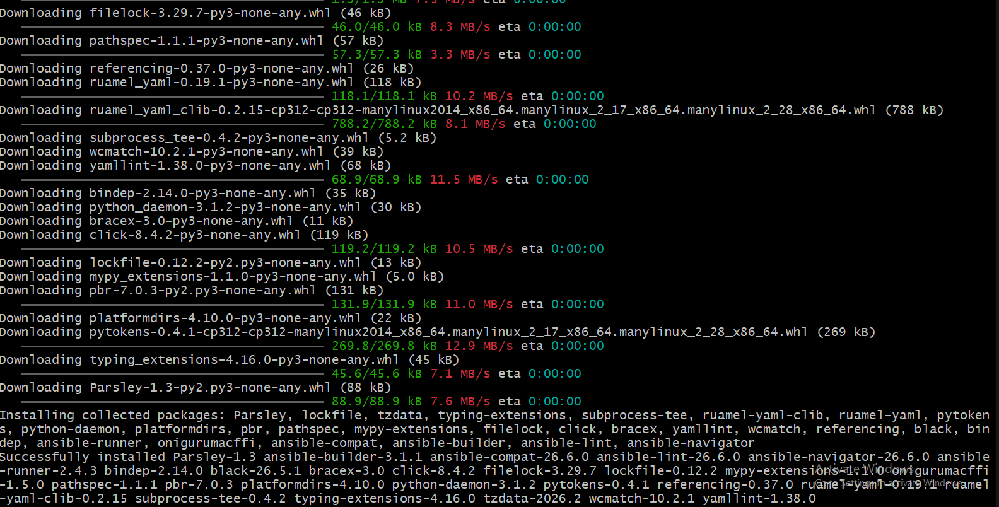 1.9/1.9 MB 7.5 MB/s eta 0:00:00
Downloading filelock-3.29.7-py3-none-any.whl (46 kB)
46.0/46.0 kB 8.3 MB/s eta 0:00:00
Downloading pathspec-1.1.1-py3-none-any.whl (57 kB)
57.3/57.3 kB 3.3 MB/s eta 0:00:00
Downloading referencing-0.37.0-py3-none-any.whl (26 kB)
Downloading ruamel_yaml-0.19.1-py3-none-any.whl (118 kB)
118.1/118.1 kB 10.2 MB/s eta 0:00:00
Downloading ruamel_yaml_clib-0.2.15-cp312-cp312-manylinux2014_x86_64.manylinux_2_17_x86_64.manylinux_2_28_x86_64.whl (788 kB)
788.2/788.2 kB 8.1 MB/s eta 0:00:00
Downloading subprocess_tee-0.4.2-py3-none-any.whl (5.2 kB)
Downloading wcmatch-10.2.1-py3-none-any.whl (39 kB)
Downloading yamllint-1.38.0-py3-none-any.whl (68 kB)
68.9/68.9 kB 11.5 MB/s eta 0:00:00
Downloading bindep-2.14.0-py3-none-any.whl (35 kB)
Downloading python_daemon-3.1.2-py3-none-any.whl (30 kB)
Downloading bracex-3.0-py3-none-any.whl (11 kB)
Downloading click-8.4.2-py3-none-any.whl (119 kB)
119.2/119.2 kB 10.5 MB/s eta 0:00:00
Downloading lockfile-0.12.2-py2.py3-none-any.whl (13 kB)
Downloading mypy_extensions-1.1.0-py3-none-any.whl (5.0 kB)
Downloading pbr-7.0.3-py2.py3-none-any.whl (131 kB)
131.9/131.9 kB 11.0 MB/s eta 0:00:00
Downloading platformdirs-4.10.0-py3-none-any.whl (22 kB)
Downloading pytokens-0.4.1-cp312-cp312-manylinux2014_x86_64.manylinux_2_17_x86_64.manylinux_2_28_x86_64.whl (269 kB)
269.8/269.8 kB 12.9 MB/s eta 0:00:00
Downloading typing_extensions-4.16.0-py3-none-any.whl (45 kB)
45.6/45.6 kB 7.1 MB/s eta 0:00:00
Downloading Parsley-1.3-py2.py3-none-any.whl (88 kB)
88.9/88.9 kB 7.6 MB/s eta 0:00:00
Installing collected packages: Parsley, lockfile, tzdata, typing-extensions, subprocess-tee, ruamel-yaml-clib, ruamel-yaml, pytoken
s, python-daemon, platformdirs, pbr, pathspec, mypy-extensions, filelock, click, bracex, yamllint, wcmatch, referencing, black, bin
dep, ansible-runner, onigurumacffi, ansible-compat, ansible-builder, ansible-lint, ansible-navigator
Successfully installed Parsley-1.3 ansible-builder-3.1.1 ansible-compat-26.6.0 ansible-lint-26.6.0 ansible-navigator-26.6.0 ansible
-runner-2.4.3 bindep-2.14.0 black-26.5.1 bracex-3.0 click-8.4.2 filelock-3.29.7 lockfile-0.12.2 mypy-extensions-1.1.0 onigurumacffi
-1.5.0 pathspec-1.1.1 pbr-7.0.3 platformdirs-4.10.0 python-daemon-3.1.2 pytokens-0.4.1 referencing-0.37.0 ruamel-yaml-0.19.1 ruamel
-yaml-clib-0.2.15 subprocess-tee-0.4.2 typing-extensions-4.16.0 tzdata-2026.2 wcmatch-10.2.1 yamllint-1.38.0
Activate Windows
Go to Settings to activate Windows.